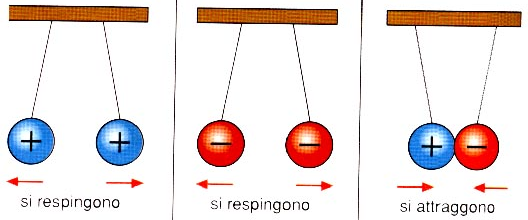 + +
si respingono
− −
si respingono
+ −
si attraggono